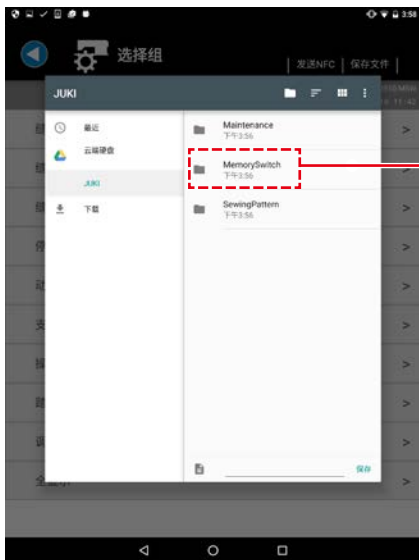 3:58
选择组
发送NFC
保存文件
JUKI
最近
云端硬盘
JUKI
下载
Maintenance
下午3:56
MemorySwitch
下午3:56
SewingPattern
下午3:56
保存